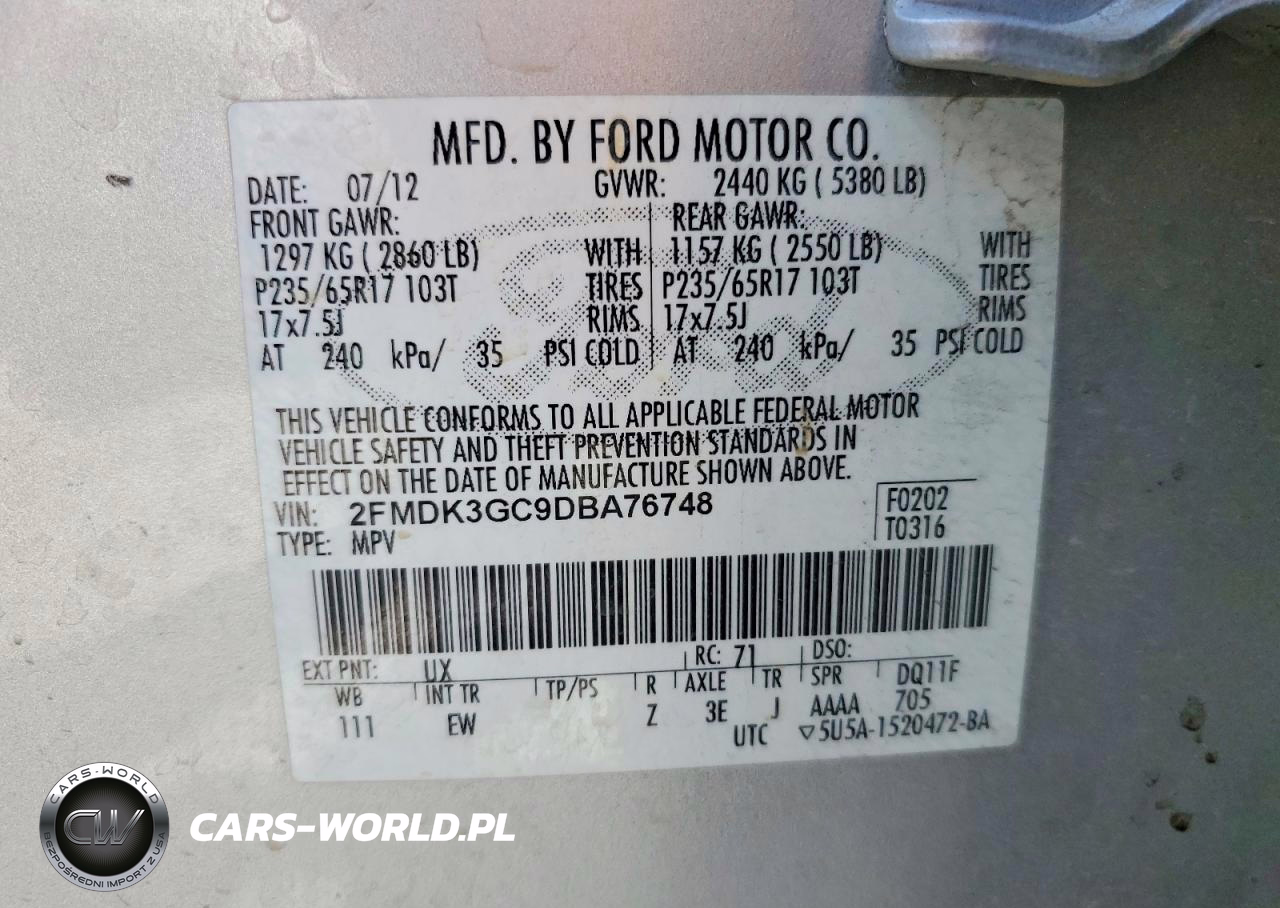 MFD. BY FORD MOTOR CO.
DATE: 07/12 GVWR: 2440 KG ( 5380 LB)
FRONT GAWR: REAR GAWR:
1297 KG ( 2860 LB) WITH 1157 KG ( 2550 LB) WITH
P235/65R17 103T TIRES P235/65R17 103T TIRES
17x7.5J RIMS 17x7.5J RIMS
AT 240 kPa/ 35 PSI COLD AT 240 kPa/ 35 PSI COLD
Ford
THIS VEHICLE CONFORMS TO ALL APPLICABLE FEDERAL MOTOR
VEHICLE SAFETY AND THEFT PREVENTION STANDARDS IN
EFFECT ON THE DATE OF MANUFACTURE SHOWN ABOVE.
VIN: 2FMDK3GC9DBA76748 F0202
TYPE: MPV T0316
EXT PNT: UX RC: 71 DSO:
WB INT TR TP/PS R AXLE TR SPR DQ11F
111 EW Z 3E J AAAA 705
UTC ▽5U5A-1520472-BA
CARS-WORLD
CW
BEZPOŚREDNI IMPORT Z USA
CARS-WORLD.PL